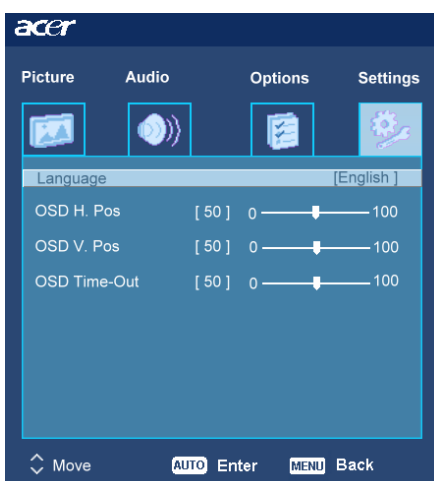 acer
Picture Audio Options Settings
Language [English ]
OSD H. Pos [ 50 ] 0 100
OSD V. Pos [ 50 ] 0 100
OSD Time-Out [ 50 ] 0 100
Move AUTO Enter MENU Back